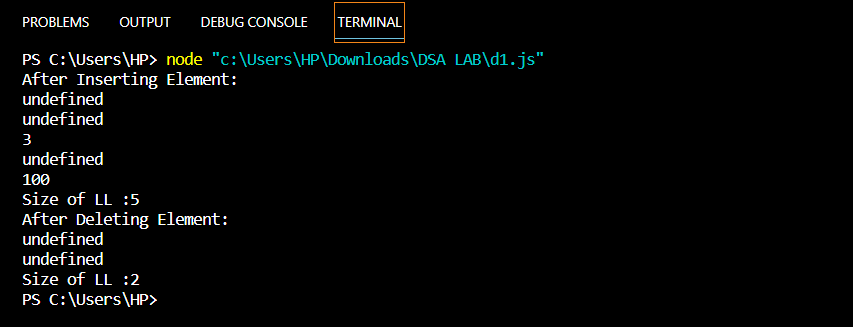 PROBLEMS OUTPUT DEBUG CONSOLE TERMINAL
PS C:\Users\HP> node "c:\Users\HP\Downloads\DSA LAB\d1.js"
After Inserting Element:
undefined
undefined
3
undefined
100
Size of LL :5
After Deleting Element:
undefined
undefined
Size of LL :2
PS C:\Users\HP>